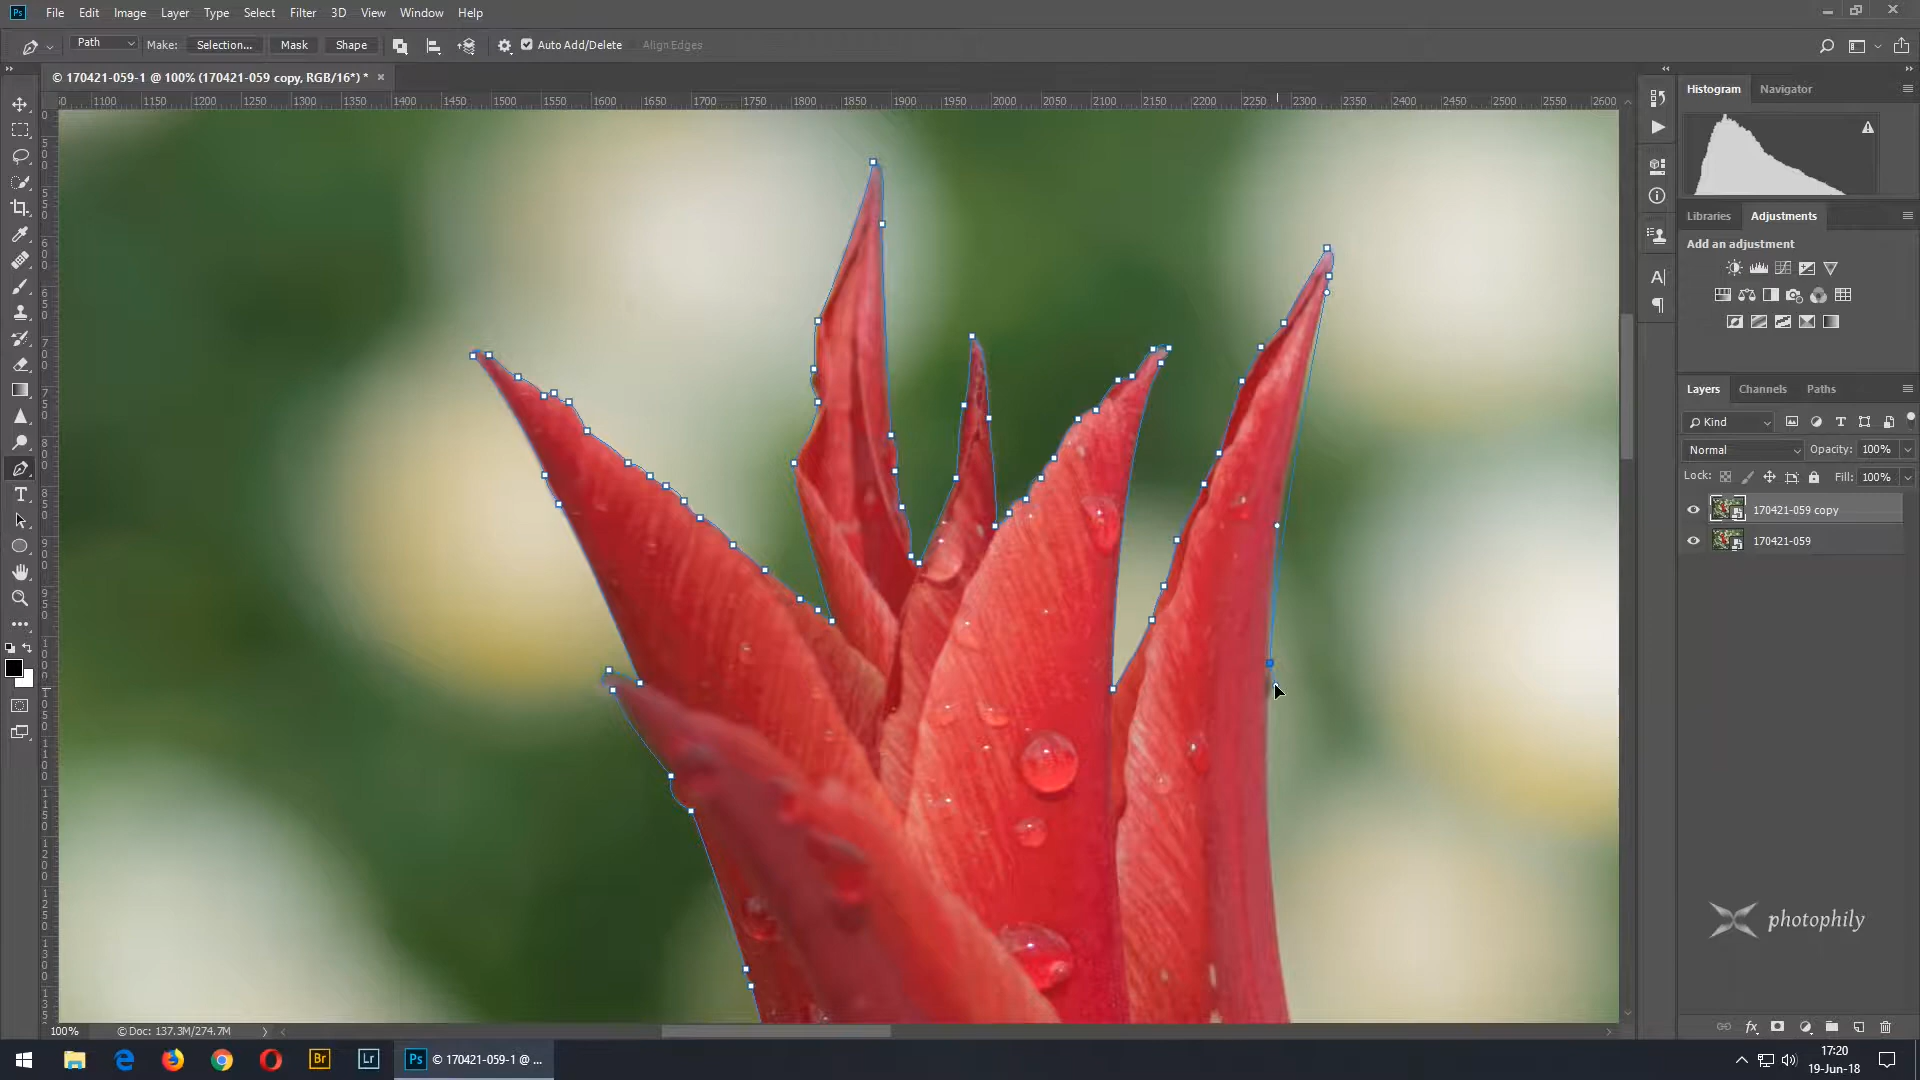 Ps File Edit Image Layer Type Select Filter 3D View Window Help
Path Make: Selection... Mask Shape Auto Add/Delete Align Edges
© 170421-059-1 @ 100% (170421-059 copy, RGB/16*) * ×
1100 1150 1200 1250 1300 1350 1400 1450 1500 1550 1600 1650 1700 1750 1800 1850 1900 1950 2000 2050 2100 2150 2200 2250 2300 2350 2400 2450 2500 2550 2600
Histogram Navigator
Libraries Adjustments
Add an adjustment
Layers Channels Paths
Kind
Normal Opacity: 100%
Lock: Fill: 100%
170421-059 copy
170421-059
photophily
100% © Doc: 137.3M/274.7M
Br Lr Ps © 170421-059-1 @ ...
17:20
19-Jun-18